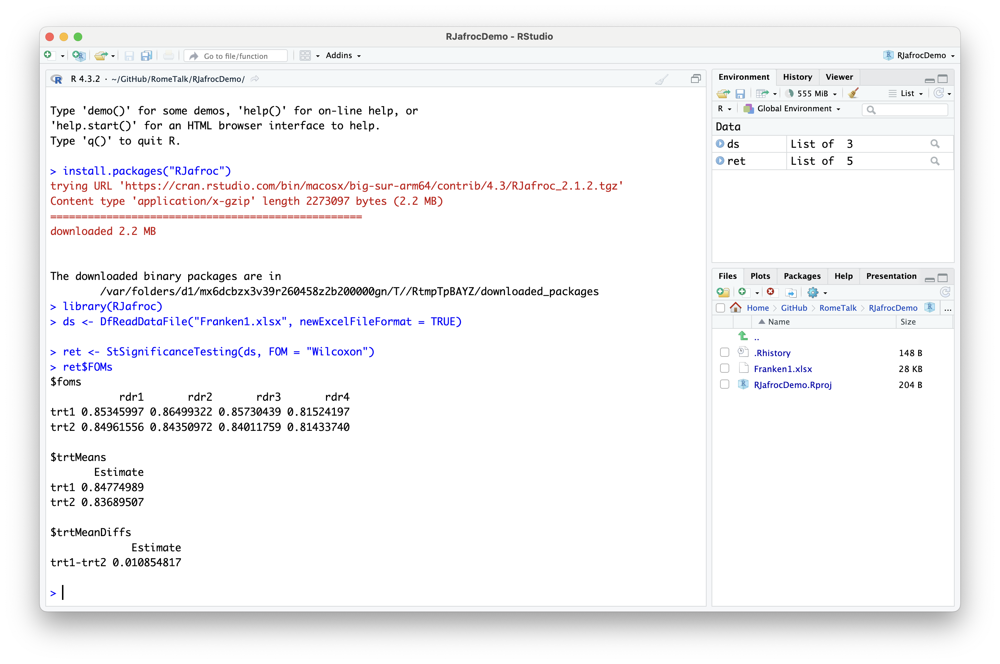 RJafrocDemo - RStudio
Go to file/function
Addins
RJafrocDemo
R 4.3.2 · ~/GitHub/RomeTalk/RJafrocDemo/
Type 'demo()' for some demos, 'help()' for on-line help, or
'help.start()' for an HTML browser interface to help.
Type 'q()' to quit R.
> install.packages("RJafroc")
trying URL 'https://cran.rstudio.com/bin/macosx/big-sur-arm64/contrib/4.3/RJafroc_2.1.2.tgz'
Content type 'application/x-gzip' length 2273097 bytes (2.2 MB)
==================================================
downloaded 2.2 MB
The downloaded binary packages are in
/var/folders/d1/mx6dcbzx3v39r260458z2b200000gn/T//RtmpTpBAYZ/downloaded_packages
> library(RJafroc)
> ds <- DfReadDataFile("Franken1.xlsx", newExcelFileFormat = TRUE)
> ret <- StSignificanceTesting(ds, FOM = "Wilcoxon")
> ret$FOMs
$foms
rdr1 rdr2 rdr3 rdr4
trt1 0.85345997 0.86499322 0.85730439 0.81524197
trt2 0.84961556 0.84350972 0.84011759 0.81433740
$trtMeans
Estimate
trt1 0.84774989
trt2 0.83689507
$trtMeanDiffs
Estimate
trt1-trt2 0.010854817
>
Environment History Viewer
555 MiB List
R Global Environment
Data
ds List of 3
ret List of 5
Files Plots Packages Help Presentation
Home GitHub RomeTalk RJafrocDemo ...
Name Size
..
.Rhistory 148 B
Franken1.xlsx 28 KB
RJafrocDemo.Rproj 204 B